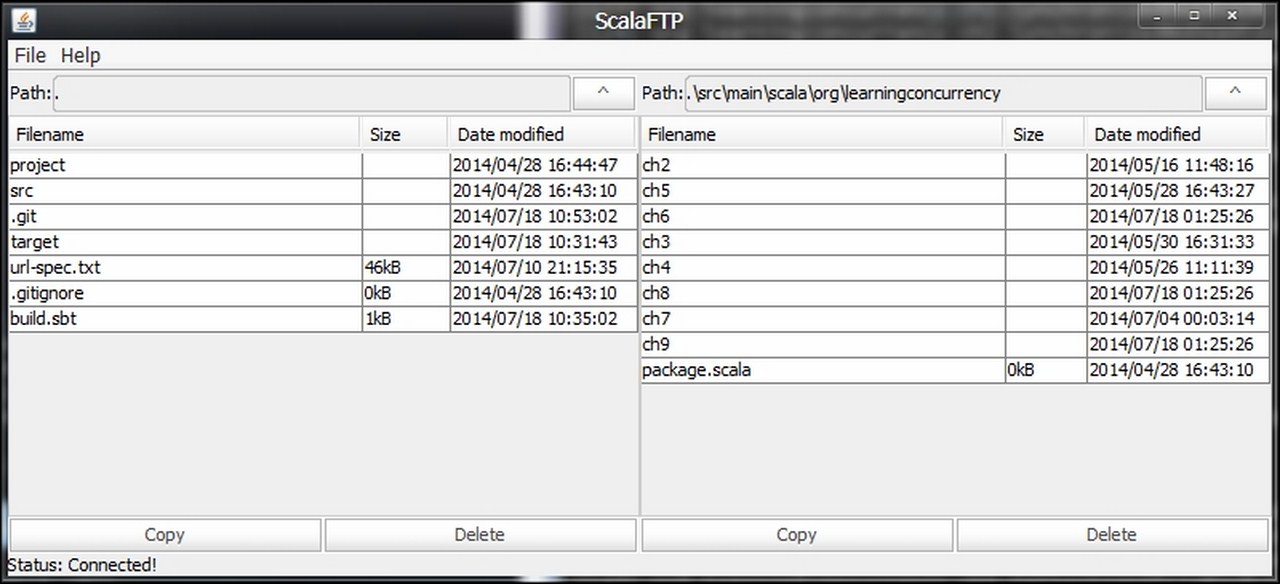 ScalaFTP
File Help
Path: . ^
Filename Size Date modified
project 2014/04/28 16:44:47
src 2014/04/28 16:43:10
.git 2014/07/18 10:53:02
target 2014/07/18 10:31:43
url-spec.txt 46kB 2014/07/10 21:15:35
.gitignore 0kB 2014/04/28 16:43:10
build.sbt 1kB 2014/07/18 10:35:02
Copy Delete
Path: .\src\main\scala\org\learningconcurrency ^
Filename Size Date modified
ch2 2014/05/16 11:48:16
ch5 2014/05/28 16:43:27
ch6 2014/07/18 01:25:26
ch3 2014/05/30 16:31:33
ch4 2014/05/26 11:11:39
ch8 2014/07/18 01:25:26
ch7 2014/07/04 00:03:14
ch9 2014/07/18 01:25:26
package.scala 0kB 2014/04/28 16:43:10
Copy Delete
Status: Connected!